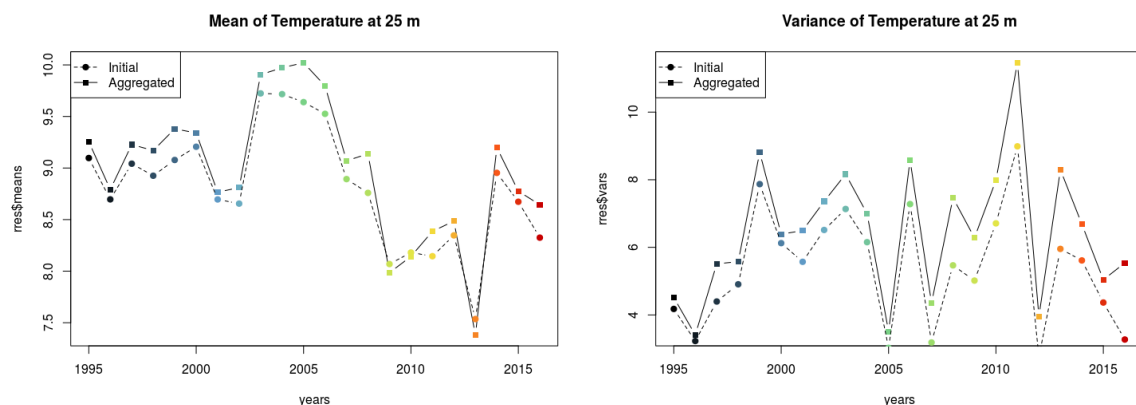 Mean of Temperature at 25 m
rres$means
10.0
9.5
9.0
8.5
8.0
7.5
Initial
Aggregated
1995 2000 2005 2010 2015
years
Variance of Temperature at 25 m
rres$vars
10
8
6
4
Initial
Aggregated
1995 2000 2005 2010 2015
years